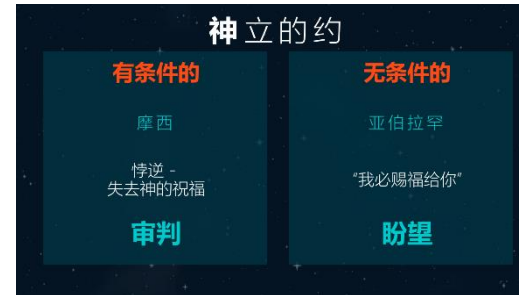 神立的约
有条件的
摩西
悖逆 -
失去神的祝福
审判
无条件的
亚伯拉罕
“我必赐福给你”
盼望